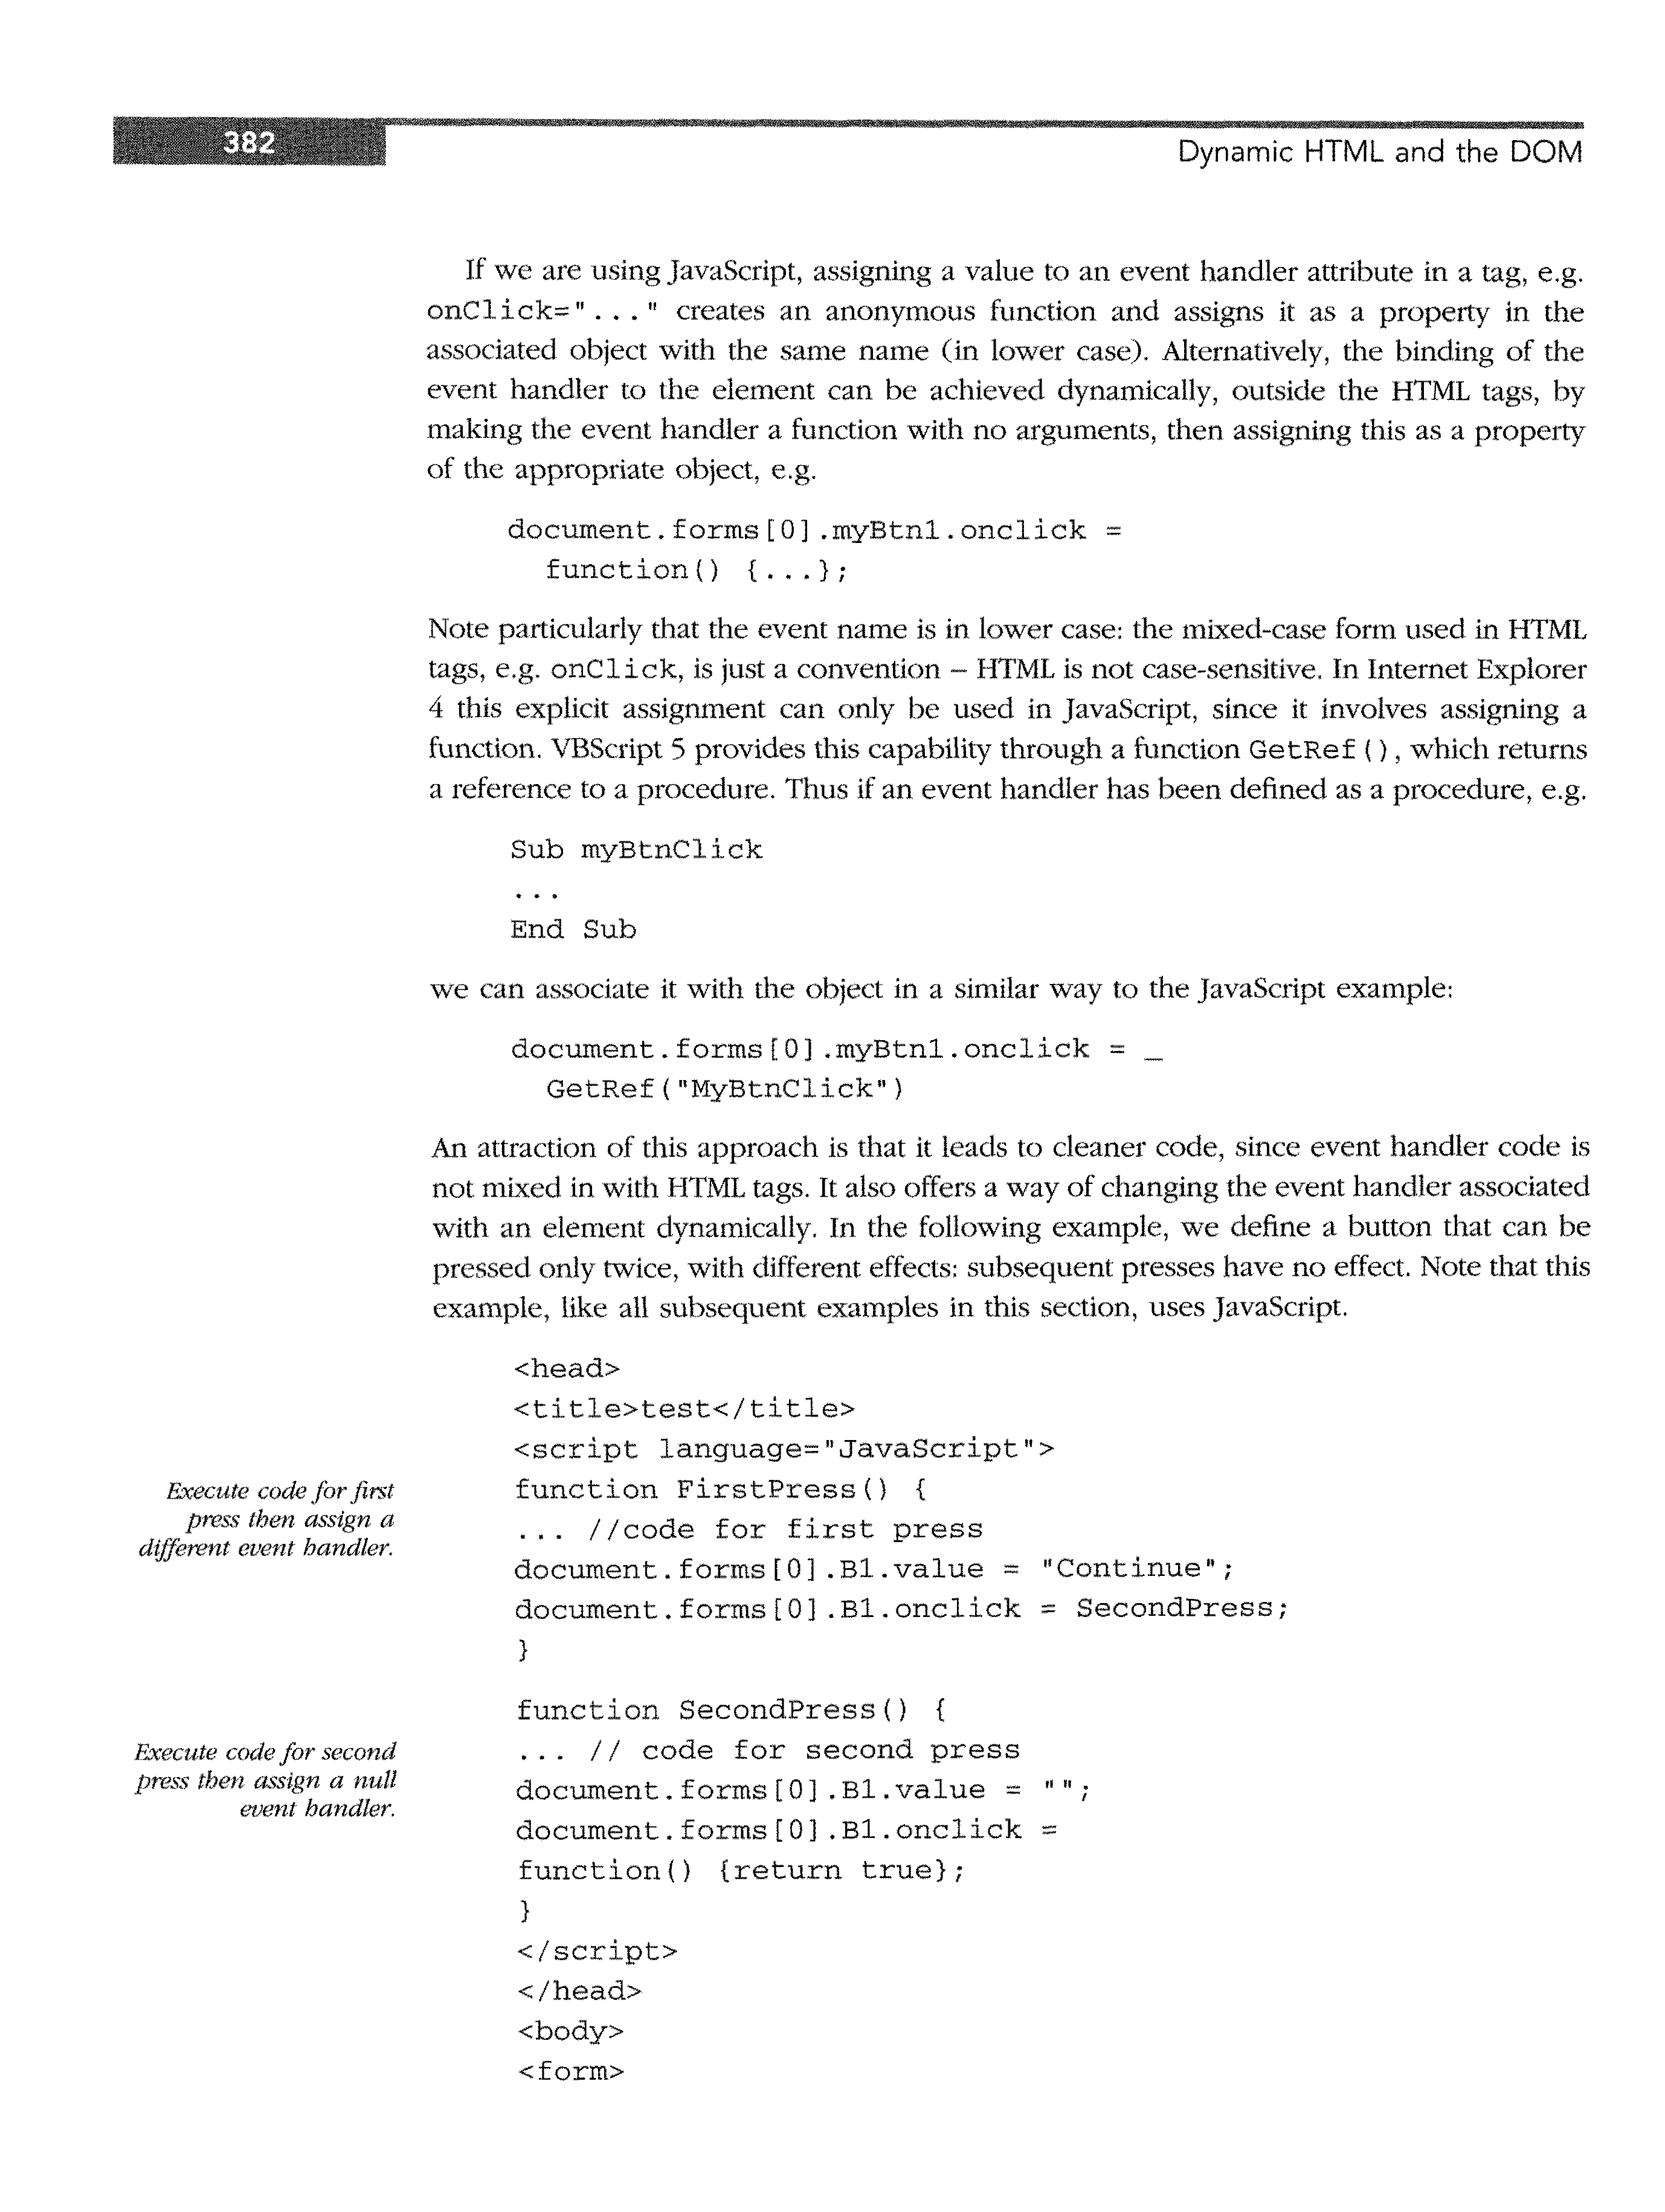 382
Dynamic HTML and the DOM
If we are using JavaScript, assigning a value to an event handler attribute in a tag, e.g.
onClick="..." creates an anonymous function and assigns it as a property in the
associated object with the same name (in lower case). Alternatively, the binding of the
event handler to the element can be achieved dynamically, outside the HTML tags, by
making the event handler a function with no arguments, then assigning this as a property
of the appropriate object, e.g.
document.forms[0].myBtn1.onclick =
function() {...};
Note particularly that the event name is in lower case: the mixed-case form used in HTML
tags, e.g. onClick, is just a convention – HTML is not case-sensitive. In Internet Explorer
4 this explicit assignment can only be used in JavaScript, since it involves assigning a
function. VBScript 5 provides this capability through a function GetRef(), which returns
a reference to a procedure. Thus if an event handler has been defined as a procedure, e.g.
Sub myBtnClick
...
End Sub
we can associate it with the object in a similar way to the JavaScript example:
document.forms[0].myBtn1.onclick = _
GetRef("MyBtnClick")
An attraction of this approach is that it leads to cleaner code, since event handler code is
not mixed in with HTML tags. It also offers a way of changing the event handler associated
with an element dynamically. In the following example, we define a button that can be
pressed only twice, with different effects: subsequent presses have no effect. Note that this
example, like all subsequent examples in this section, uses JavaScript.
<head>
<title>test</title>
<script language="JavaScript">
Execute code for first
press then assign a
different event handler.
function FirstPress() {
... //code for first press
document.forms[0].B1.value = "Continue";
document.forms[0].B1.onclick = SecondPress;
}
function SecondPress() {
Execute code for second
press then assign a null
event handler.
... // code for second press
document.forms[0].B1.value = "";
document.forms[0].B1.onclick =
function() {return true};
}
</script>
</head>
<body>
<form>